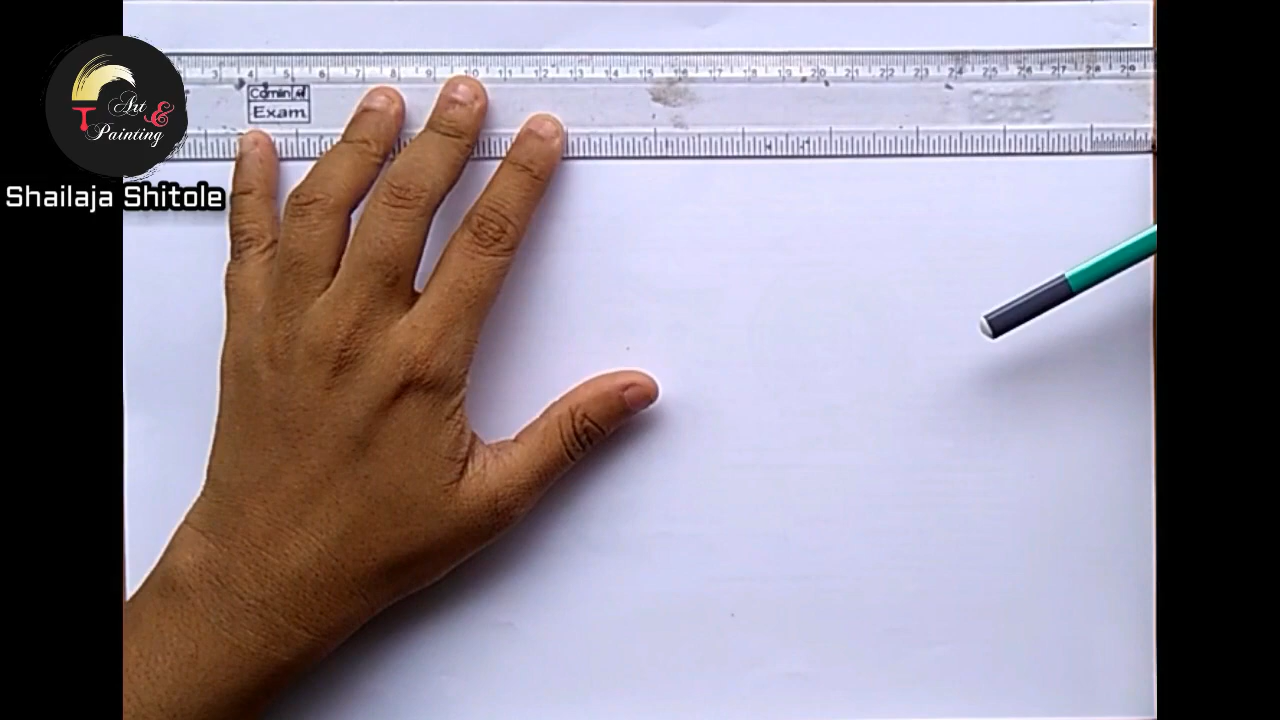 Art &
Painting
Shailaja Shitole
3 4 5 6 7 8 9 10 11 12 13 14 15 16 17 18 19 20 21 22 23 24 25 26 27 28 29
Exam